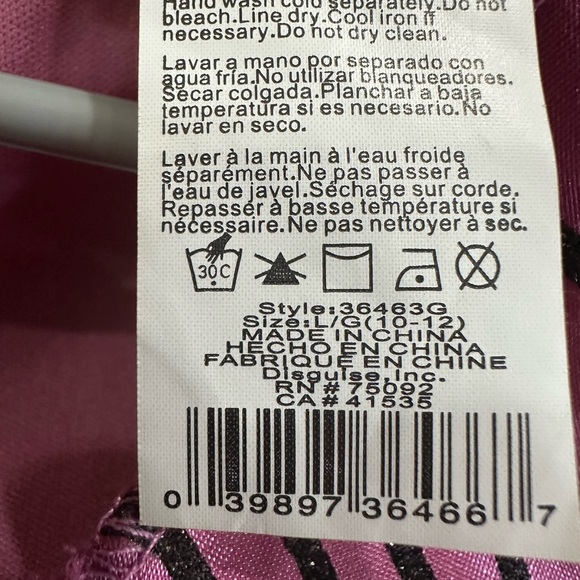 Hand wash cold separately.Do not
bleach.Line dry.Cool iron if
necessary.Do not dry clean.
Lavar a mano por separado con
agua fría.No utilizar blanqueadores.
Secar colgada.Planchar a baja
temperatura si es necesario.No
lavar en seco.
Laver à la main à l'eau froide
séparément.Ne pas passer à
l'eau de javel.Séchage sur corde.
Repasser à basse température si
nécessaire.Ne pas nettoyer à sec.
30C
Style:36463G
Size:L/G(10-12)
MADE IN CHINA
HECHO EN CHINA
FABRIQUE EN CHINE
Disguise,Inc.
RN # 75092
CA # 41535
0 39897 36466 7